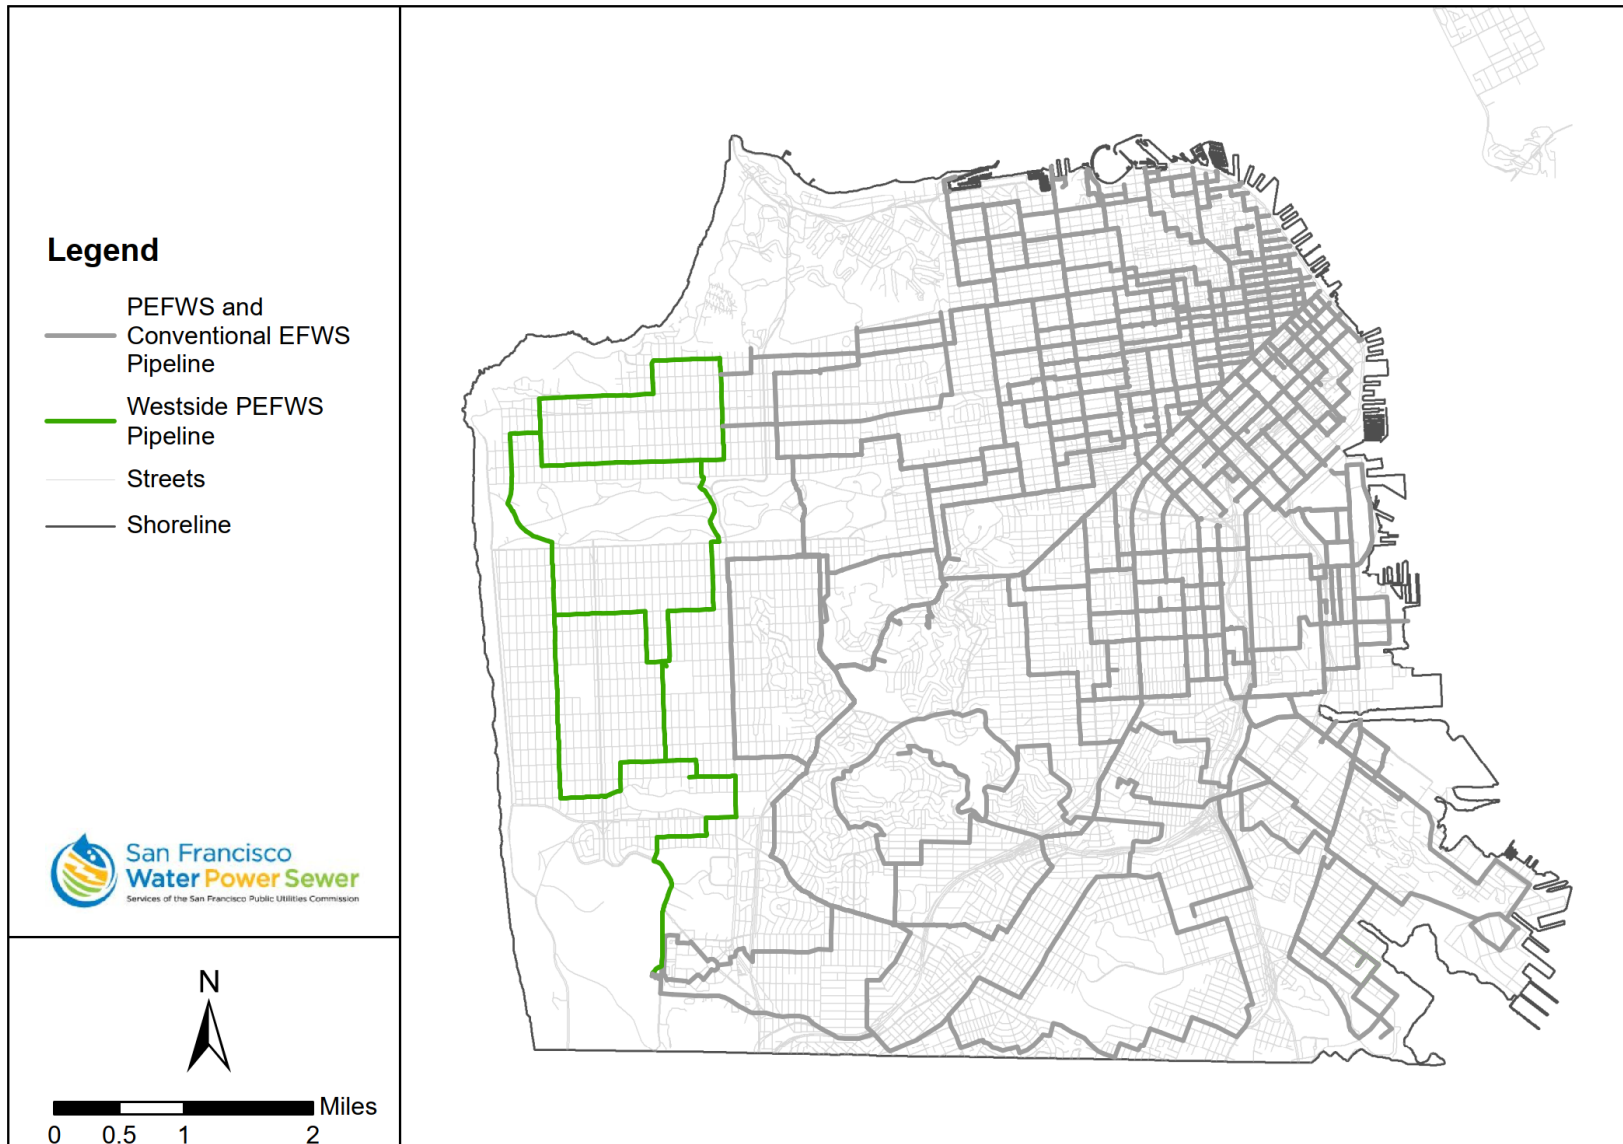 Legend
PEFWS and
Conventional EFWS
Pipeline
Westside PEFWS
Pipeline
Streets
Shoreline
San Francisco
Water Power Sewer
Services of the San Francisco Public Utilities Commission
N
Miles
0 0.5 1 2